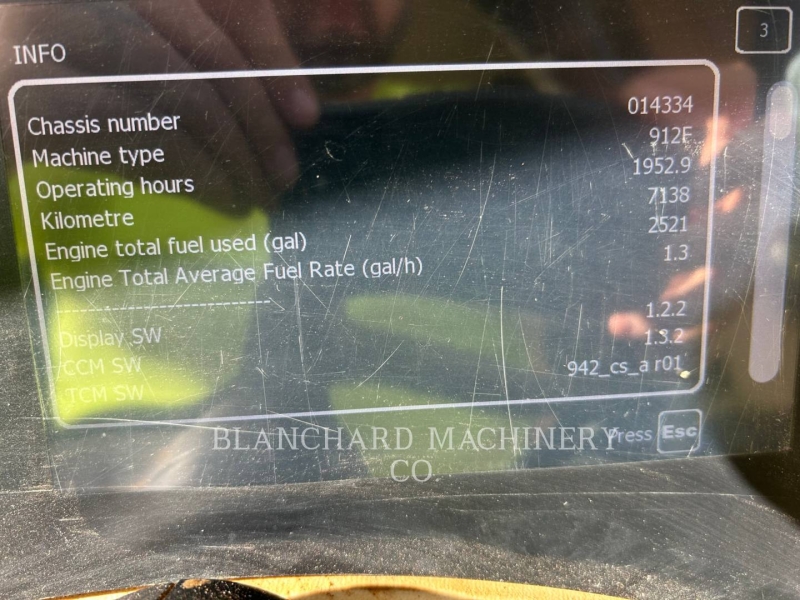 3
INFO
Chassis number 014334
Machine type 912E
Operating hours 1952.9
Kilometre 7138
Engine total fuel used (gal) 2521
Engine Total Average Fuel Rate (gal/h) 1.3
--------------------------------
Display SW 1.2.2
CCM SW 1.3.2
TCM SW 942_cs_a r01
Press Esc
BLANCHARD MACHINERY
CO.